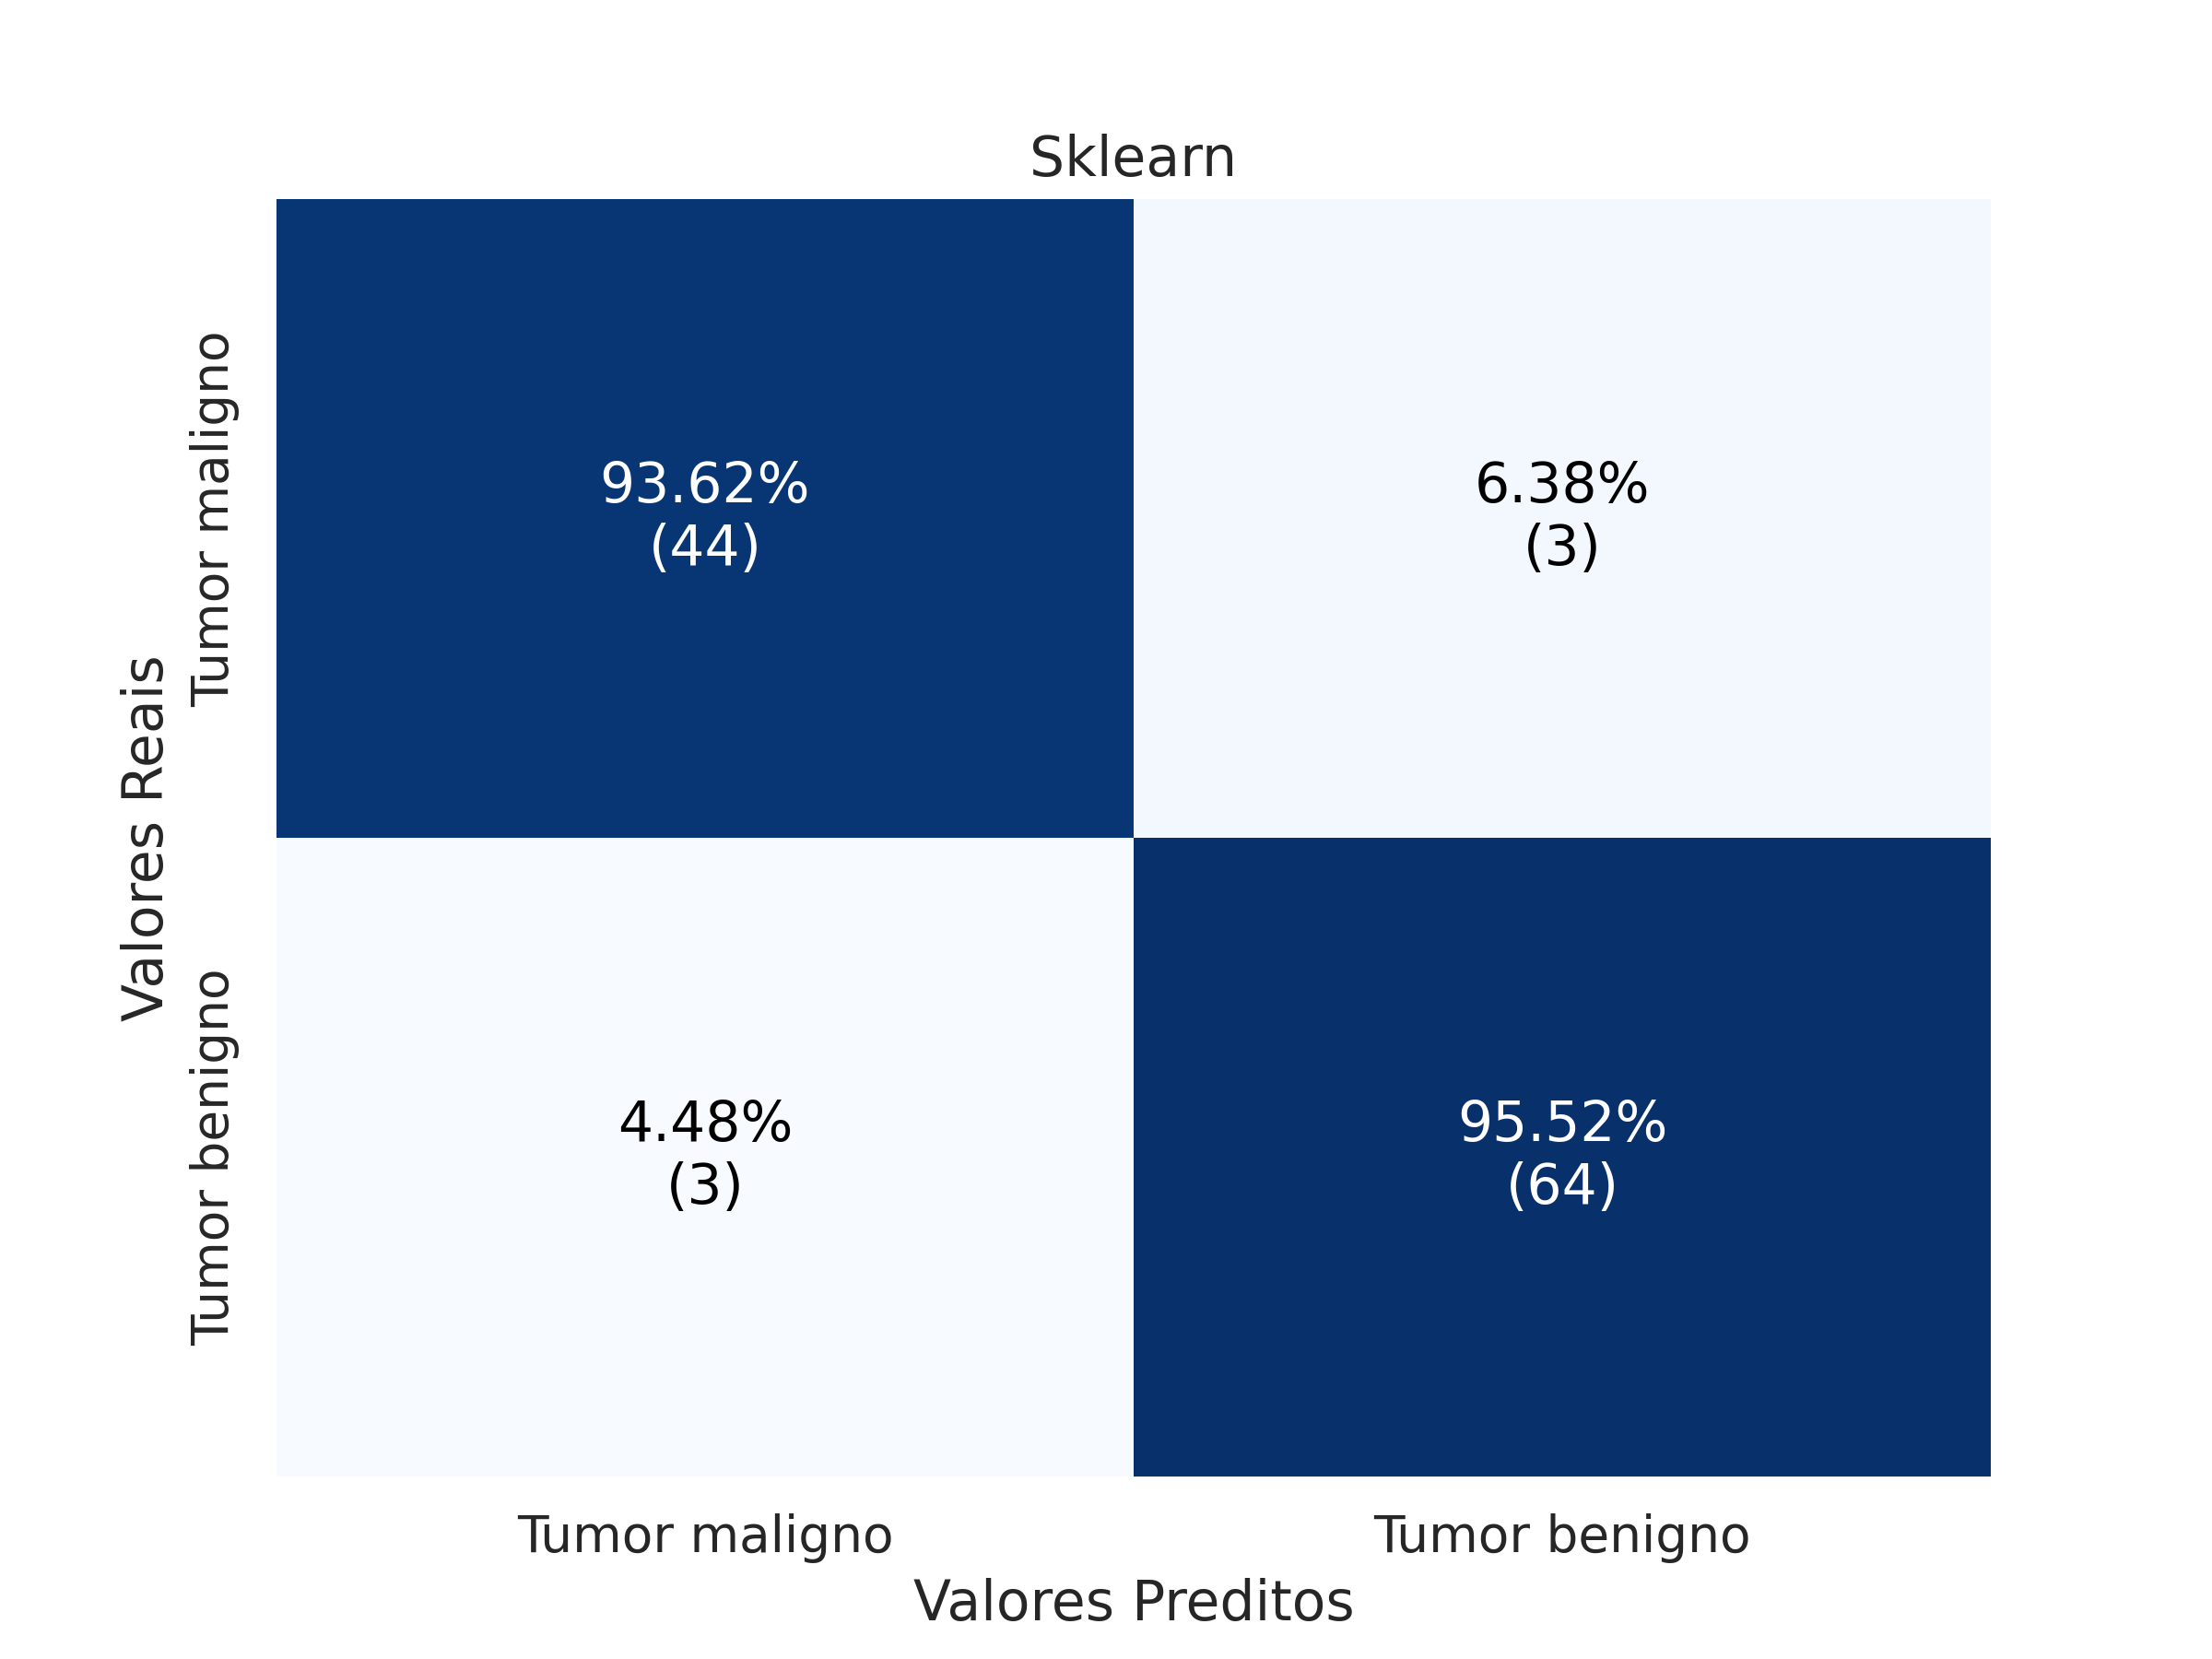 Sklearn
Valores Reais
Tumor maligno
93.62%
(44)
6.38%
(3)
Tumor benigno
4.48%
(3)
95.52%
(64)
Tumor maligno
Tumor benigno
Valores Preditos